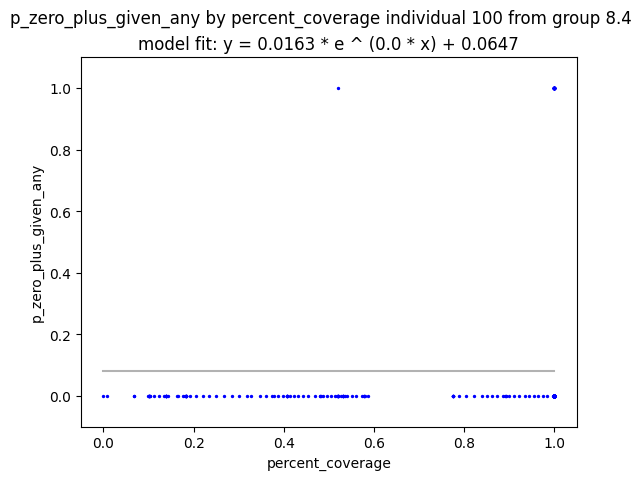 p_zero_plus_given_any by percent_coverage individual 100 from group 8.4
model fit: y = 0.0163 * e ^ (0.0 * x) + 0.0647
p_zero_plus_given_any
1.0
0.8
0.6
0.4
0.2
0.0
0.0 0.2 0.4 0.6 0.8 1.0
percent_coverage